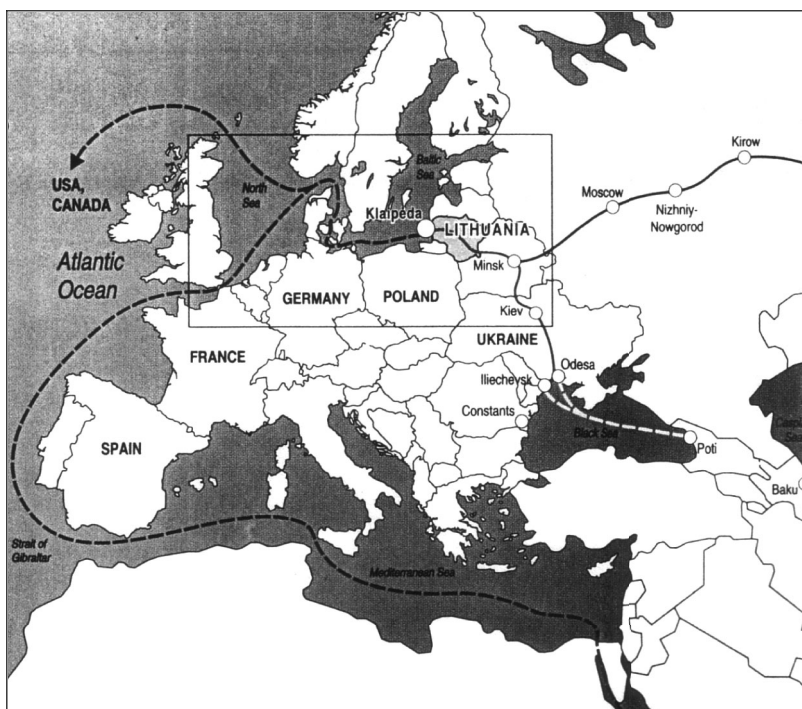 Kirow
USA,
CANADA
North
Sea
Baltic
Sea
Moscow
Nizhniy-
Nowgorod
Klaipeda
LITHUANIA
Atlantic
Ocean
Minsk
GERMANY
POLAND
Kiev
UKRAINE
FRANCE
Odesa
Iliechevsk
Constants
Black Sea
Poti
SPAIN
Baku
Strait of
Gibraltar
Mediterranean Sea